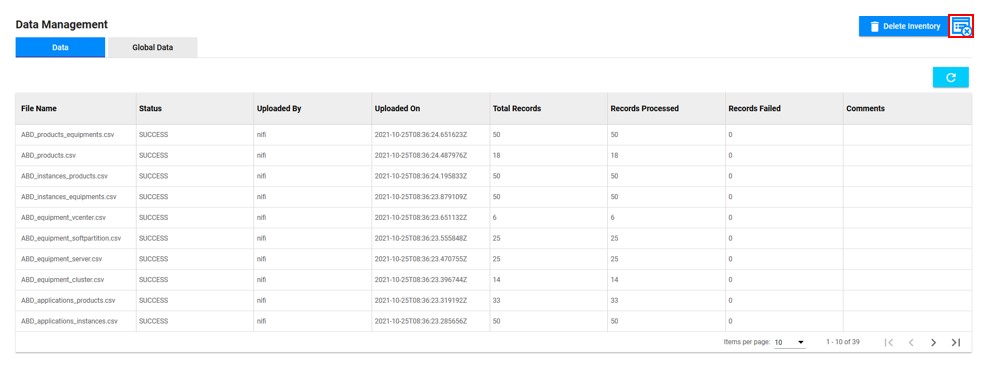 Data Management
Delete Inventory
Data Global Data
File Name Status Uploaded By Uploaded On Total Records Records Processed Records Failed Comments
ABD_products_equipments.csv SUCCESS nifi 2021-10-25T08:36:24.651623Z 50 50 0
ABD_products.csv SUCCESS nifi 2021-10-25T08:36:24.487976Z 18 18 0
ABD_instances_products.csv SUCCESS nifi 2021-10-25T08:36:24.195833Z 50 50 0
ABD_instances_equipments.csv SUCCESS nifi 2021-10-25T08:36:23.879109Z 50 50 0
ABD_equipment_vcenter.csv SUCCESS nifi 2021-10-25T08:36:23.651132Z 6 6 0
ABD_equipment_softpartition.csv SUCCESS nifi 2021-10-25T08:36:23.555848Z 25 25 0
ABD_equipment_server.csv SUCCESS nifi 2021-10-25T08:36:23.470755Z 25 25 0
ABD_equipment_cluster.csv SUCCESS nifi 2021-10-25T08:36:23.396744Z 14 14 0
ABD_applications_products.csv SUCCESS nifi 2021-10-25T08:36:23.319192Z 33 33 0
ABD_applications_instances.csv SUCCESS nifi 2021-10-25T08:36:23.285656Z 50 50 0
Items per page: 10 1 - 10 of 39